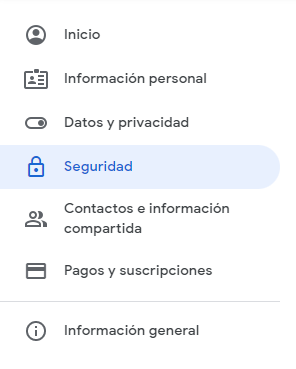 Inicio
Información personal
Datos y privacidad
Seguridad
Contactos e información
compartida
Pagos y suscripciones
Información general